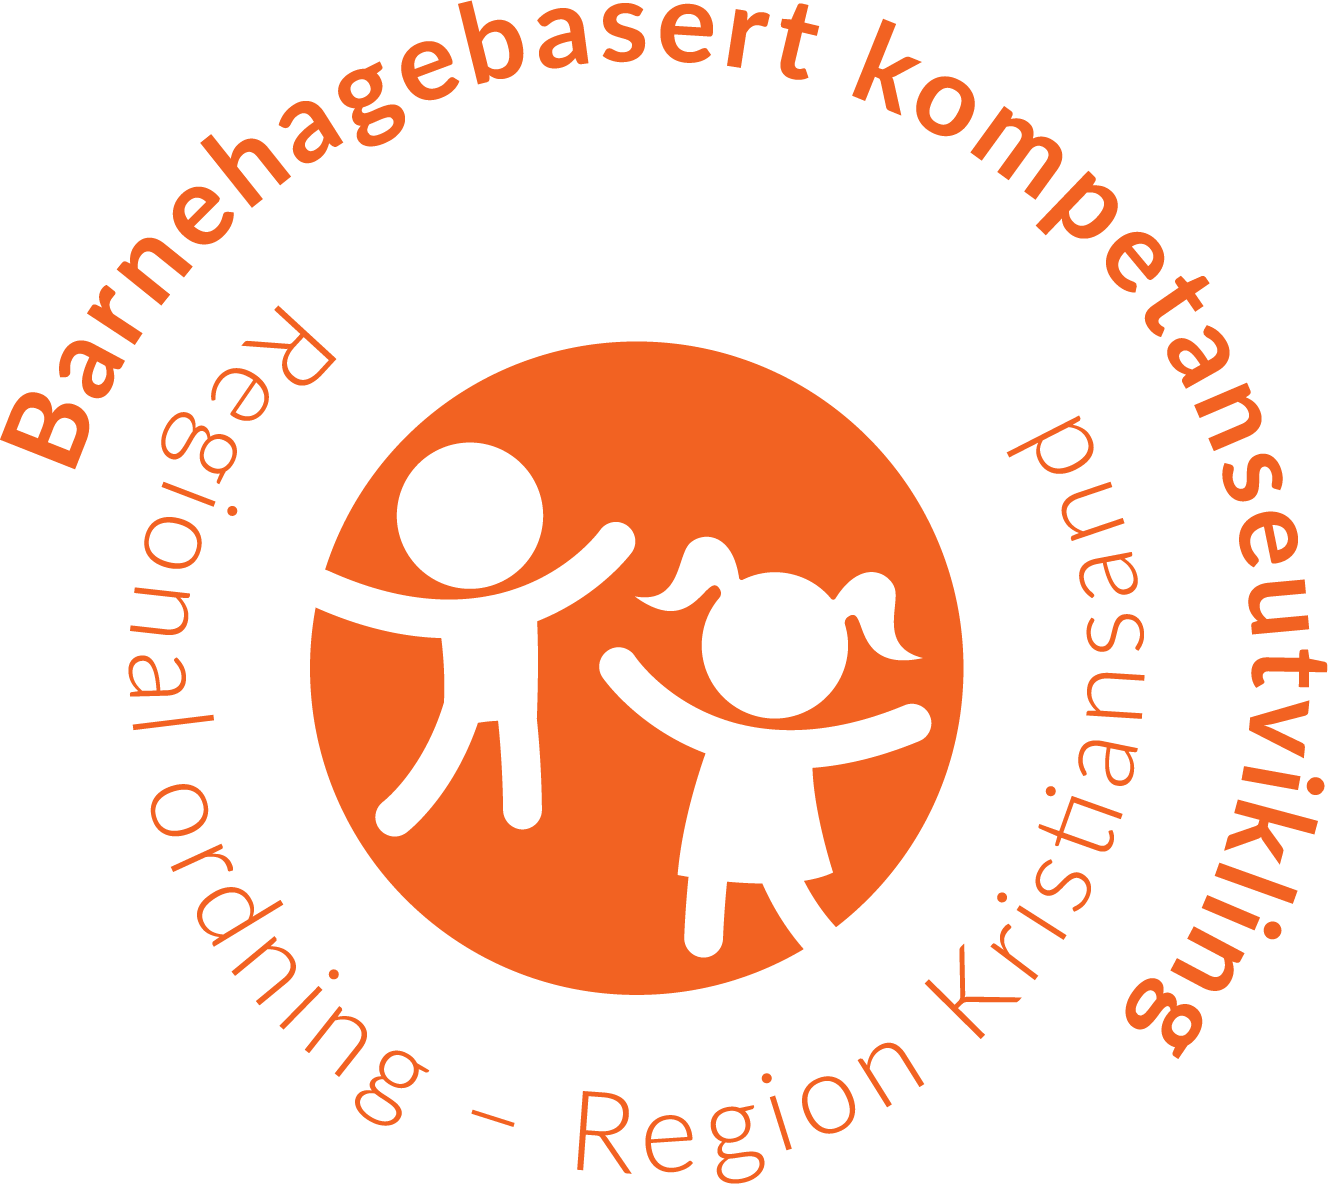 Barnehagebasert kompetanseutvikling
Regional ordning – Region Kristiansand